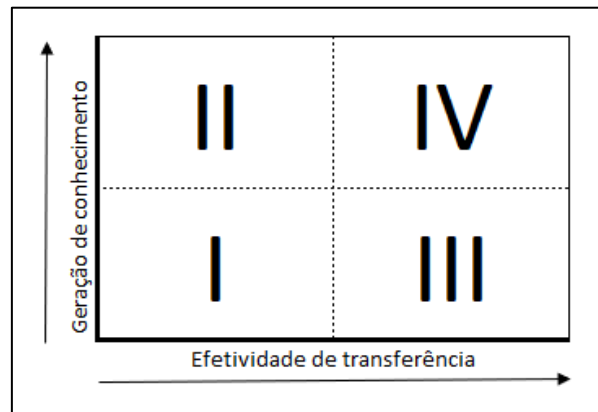 Geração de conhecimento
II
IV
I
III
Efetividade de transferência